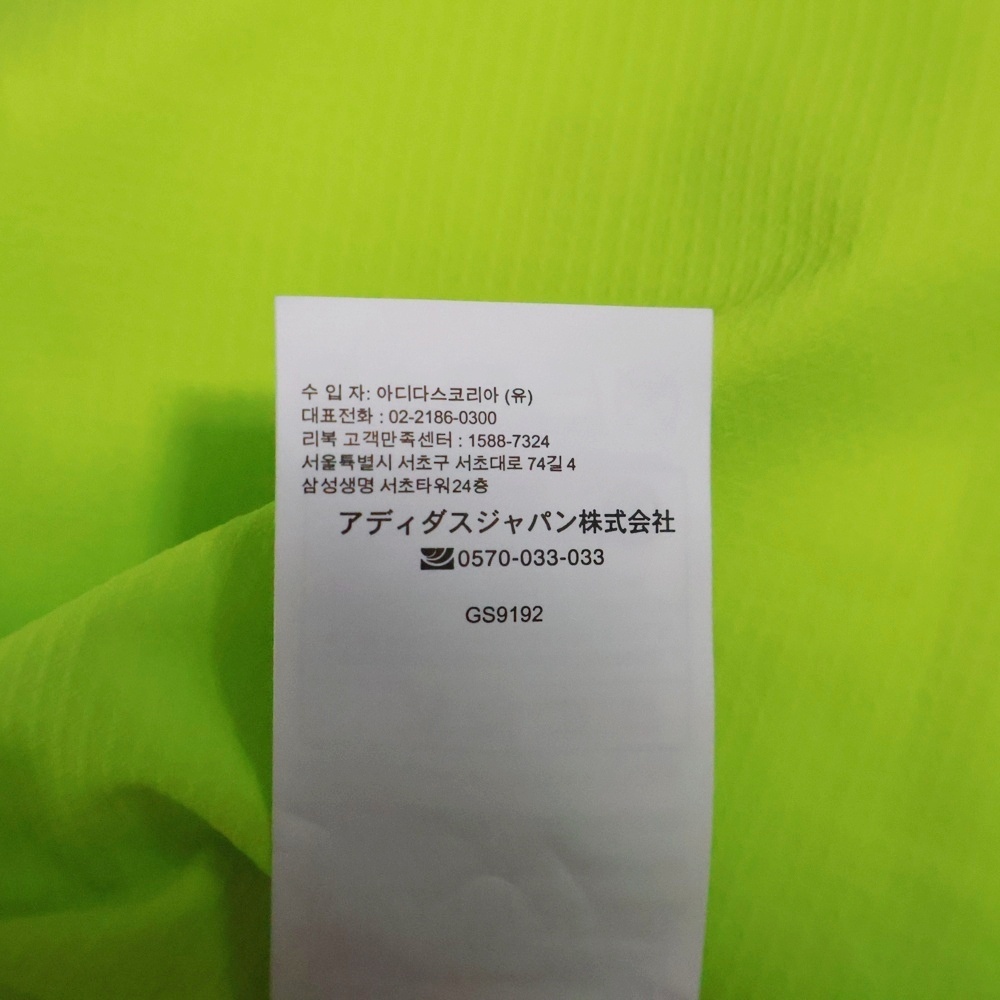 수 입 자: 아디다스코리아 (유)
대표전화 : 02-2186-0300
리복 고객만족센터 : 1588-7324
서울특별시 서초구 서초대로 74길 4
삼성생명 서초타워24층
アディダスジャパン株式会社
0570-033-033
GS9192